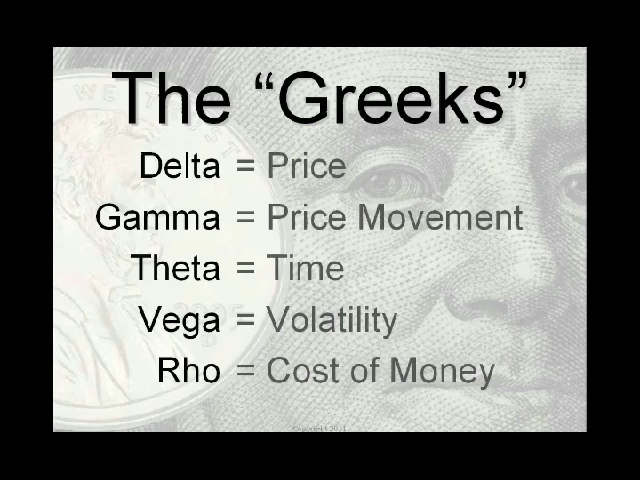 The “Greeks”
Delta = Price
Gamma = Price Movement
Theta = Time
Vega = Volatility
Rho = Cost of Money